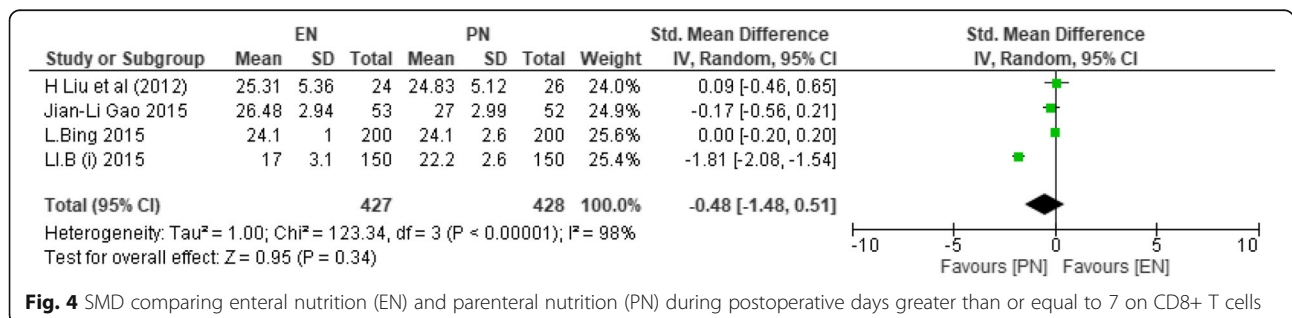 EN PN Std. Mean Difference Std. Mean Difference
Study or Subgroup Mean SD Total Mean SD Total Weight IV, Random, 95% CI IV, Random, 95% CI
H Liu et al (2012) 25.31 5.36 24 24.83 5.12 26 24.0% 0.09 [-0.46, 0.65]
Jian-Li Gao 2015 26.48 2.94 53 27 2.99 52 24.9% -0.17 [-0.56, 0.21]
L.Bing 2015 24.1 1 200 24.1 2.6 200 25.6% 0.00 [-0.20, 0.20]
LI.B (i) 2015 17 3.1 150 22.2 2.6 150 25.4% -1.81 [-2.08, -1.54]
Total (95% CI) 427 428 100.0% -0.48 [-1.48, 0.51]
Heterogeneity: Tau² = 1.00; Chi² = 123.34, df = 3 (P < 0.00001); I² = 98%
Test for overall effect: Z = 0.95 (P = 0.34)
-10 -5 0 5 10
Favours [PN] Favours [EN]
Fig. 4 SMD comparing enteral nutrition (EN) and parenteral nutrition (PN) during postoperative days greater than or equal to 7 on CD8+ T cells